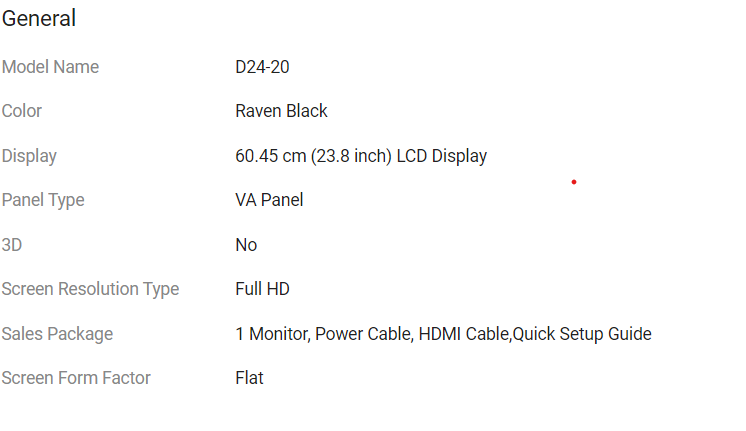 General
Model Name D24-20
Color Raven Black
Display 60.45 cm (23.8 inch) LCD Display
Panel Type VA Panel
3D No
Screen Resolution Type Full HD
Sales Package 1 Monitor, Power Cable, HDMI Cable,Quick Setup Guide
Screen Form Factor Flat